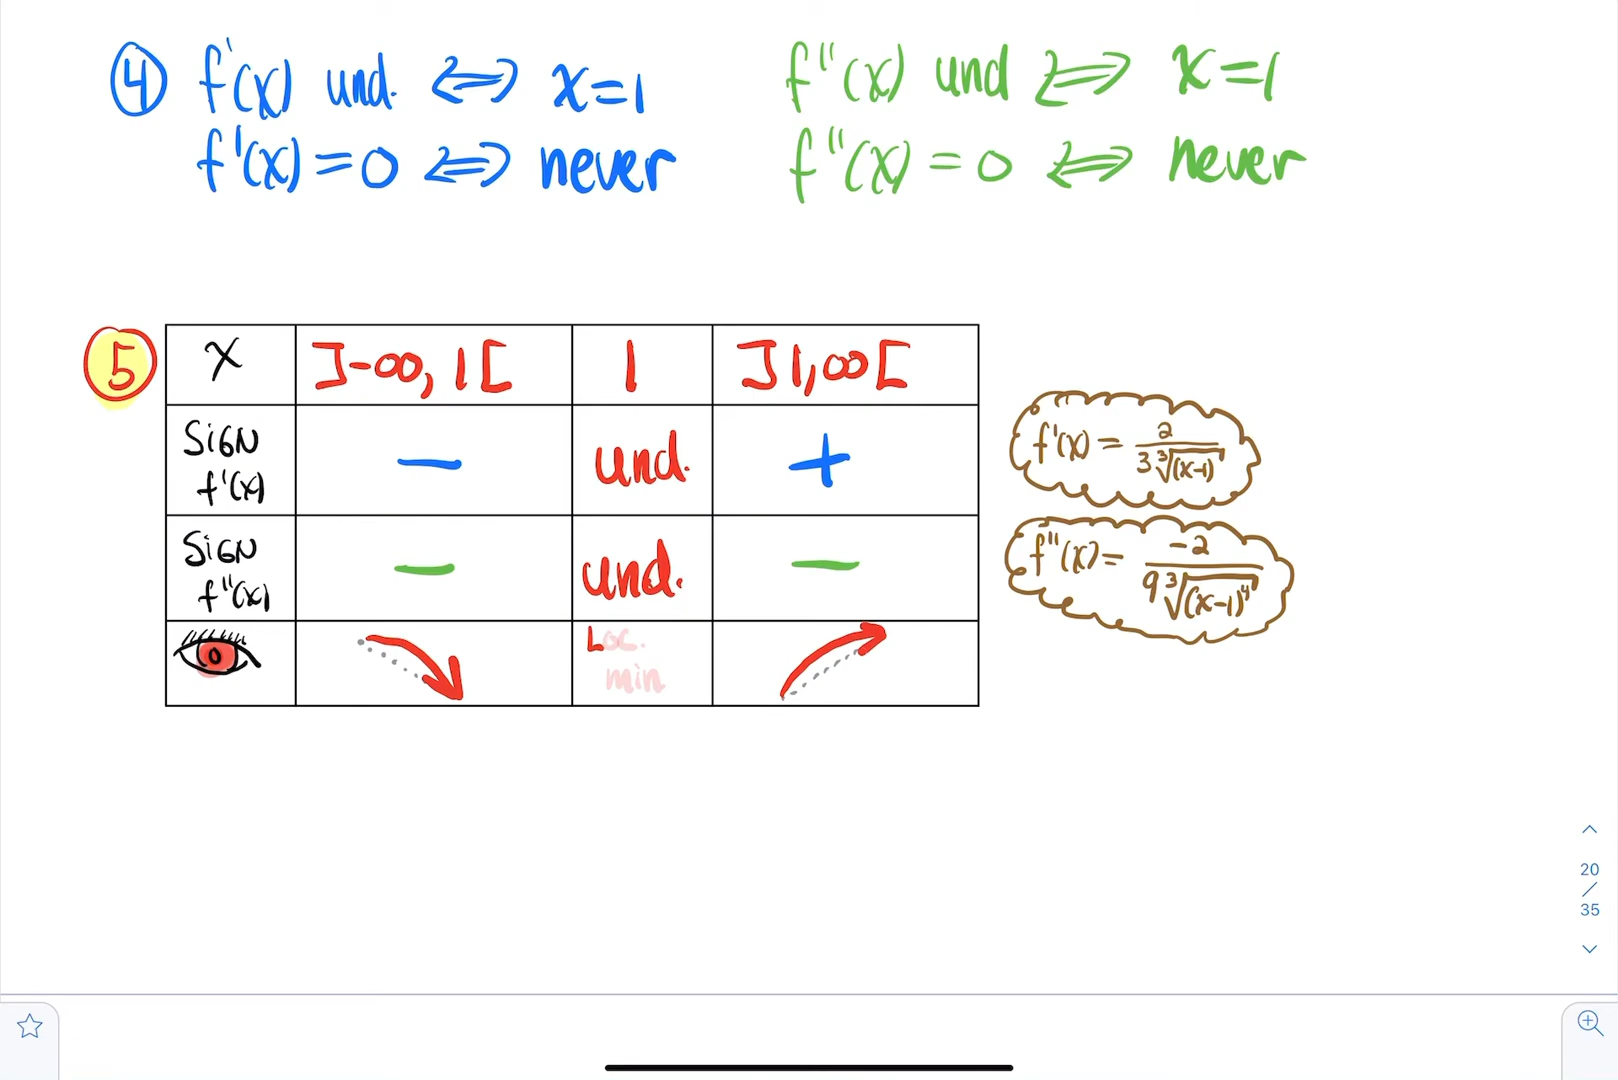 ④ f'(x) und. ⟺ x=1
f'(x)=0 ⟺ never
f''(x) und ⟺ x=1
f''(x)=0 ⟺ never
⑤
x ]-∞, 1[ 1 ]1,∞[
SiGN f'(x) − und. +
SiGN f''(x) − und. −
Loc. min
f'(x) = 2/(3∛(x-1))
f''(x) = -2/(9∛(x-1)⁴)
20
/
35